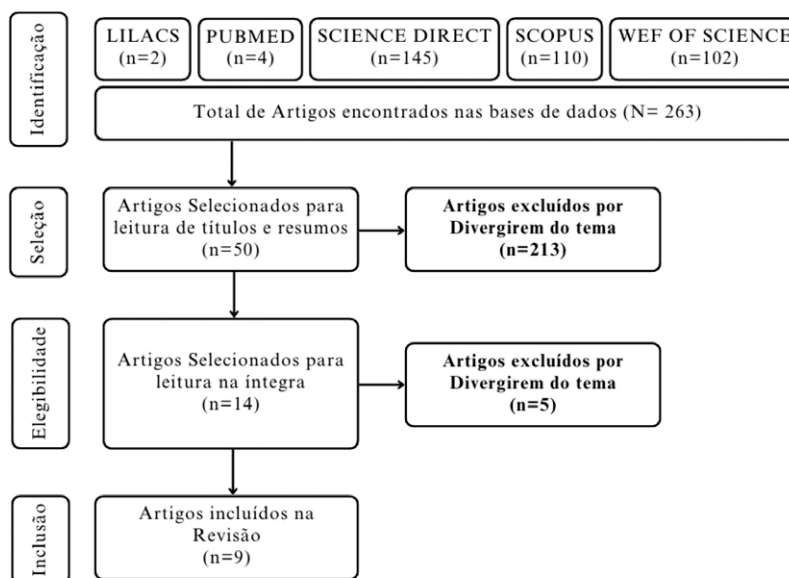 Identificação
LILACS
(n=2)
PUBMED
(n=4)
SCIENCE DIRECT
(n=145)
SCOPUS
(n=110)
WEF OF SCIENCE
(n=102)
Total de Artigos encontrados nas bases de dados (N= 263)
Seleção
Artigos Selecionados para
leitura de títulos e resumos
(n=50)
Artigos excluídos por
Divergirem do tema
(n=213)
Elegibilidade
Artigos Selecionados para
leitura na íntegra
(n=14)
Artigos excluídos por
Divergirem do tema
(n=5)
Inclusão
Artigos incluídos na
Revisão
(n=9)